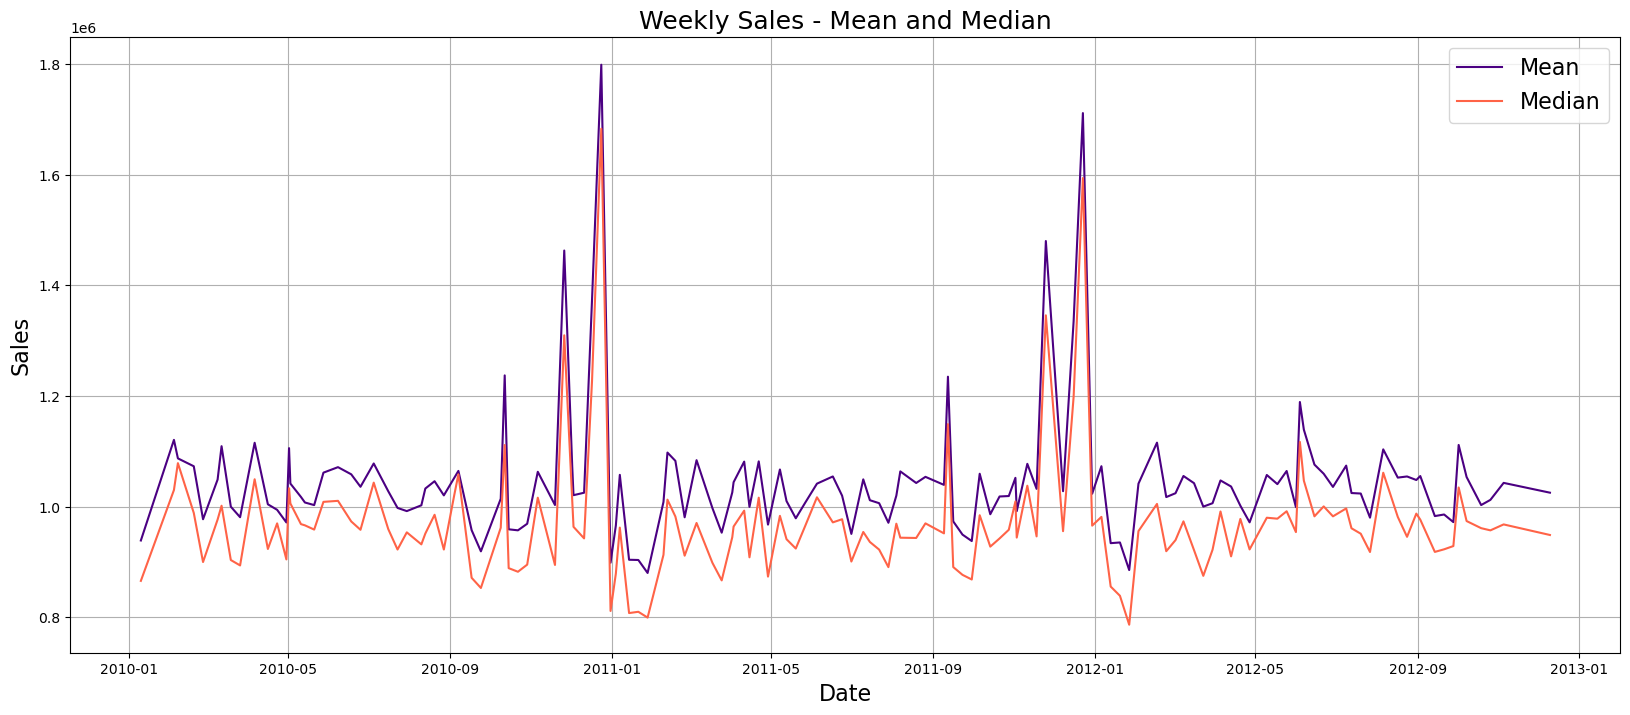 Weekly Sales - Mean and Median
1e6
1.8
1.6
1.4
1.2
1.0
0.8
Sales
Mean
Median
2010-01 2010-05 2010-09 2011-01 2011-05 2011-09 2012-01 2012-05 2012-09 2013-01
Date